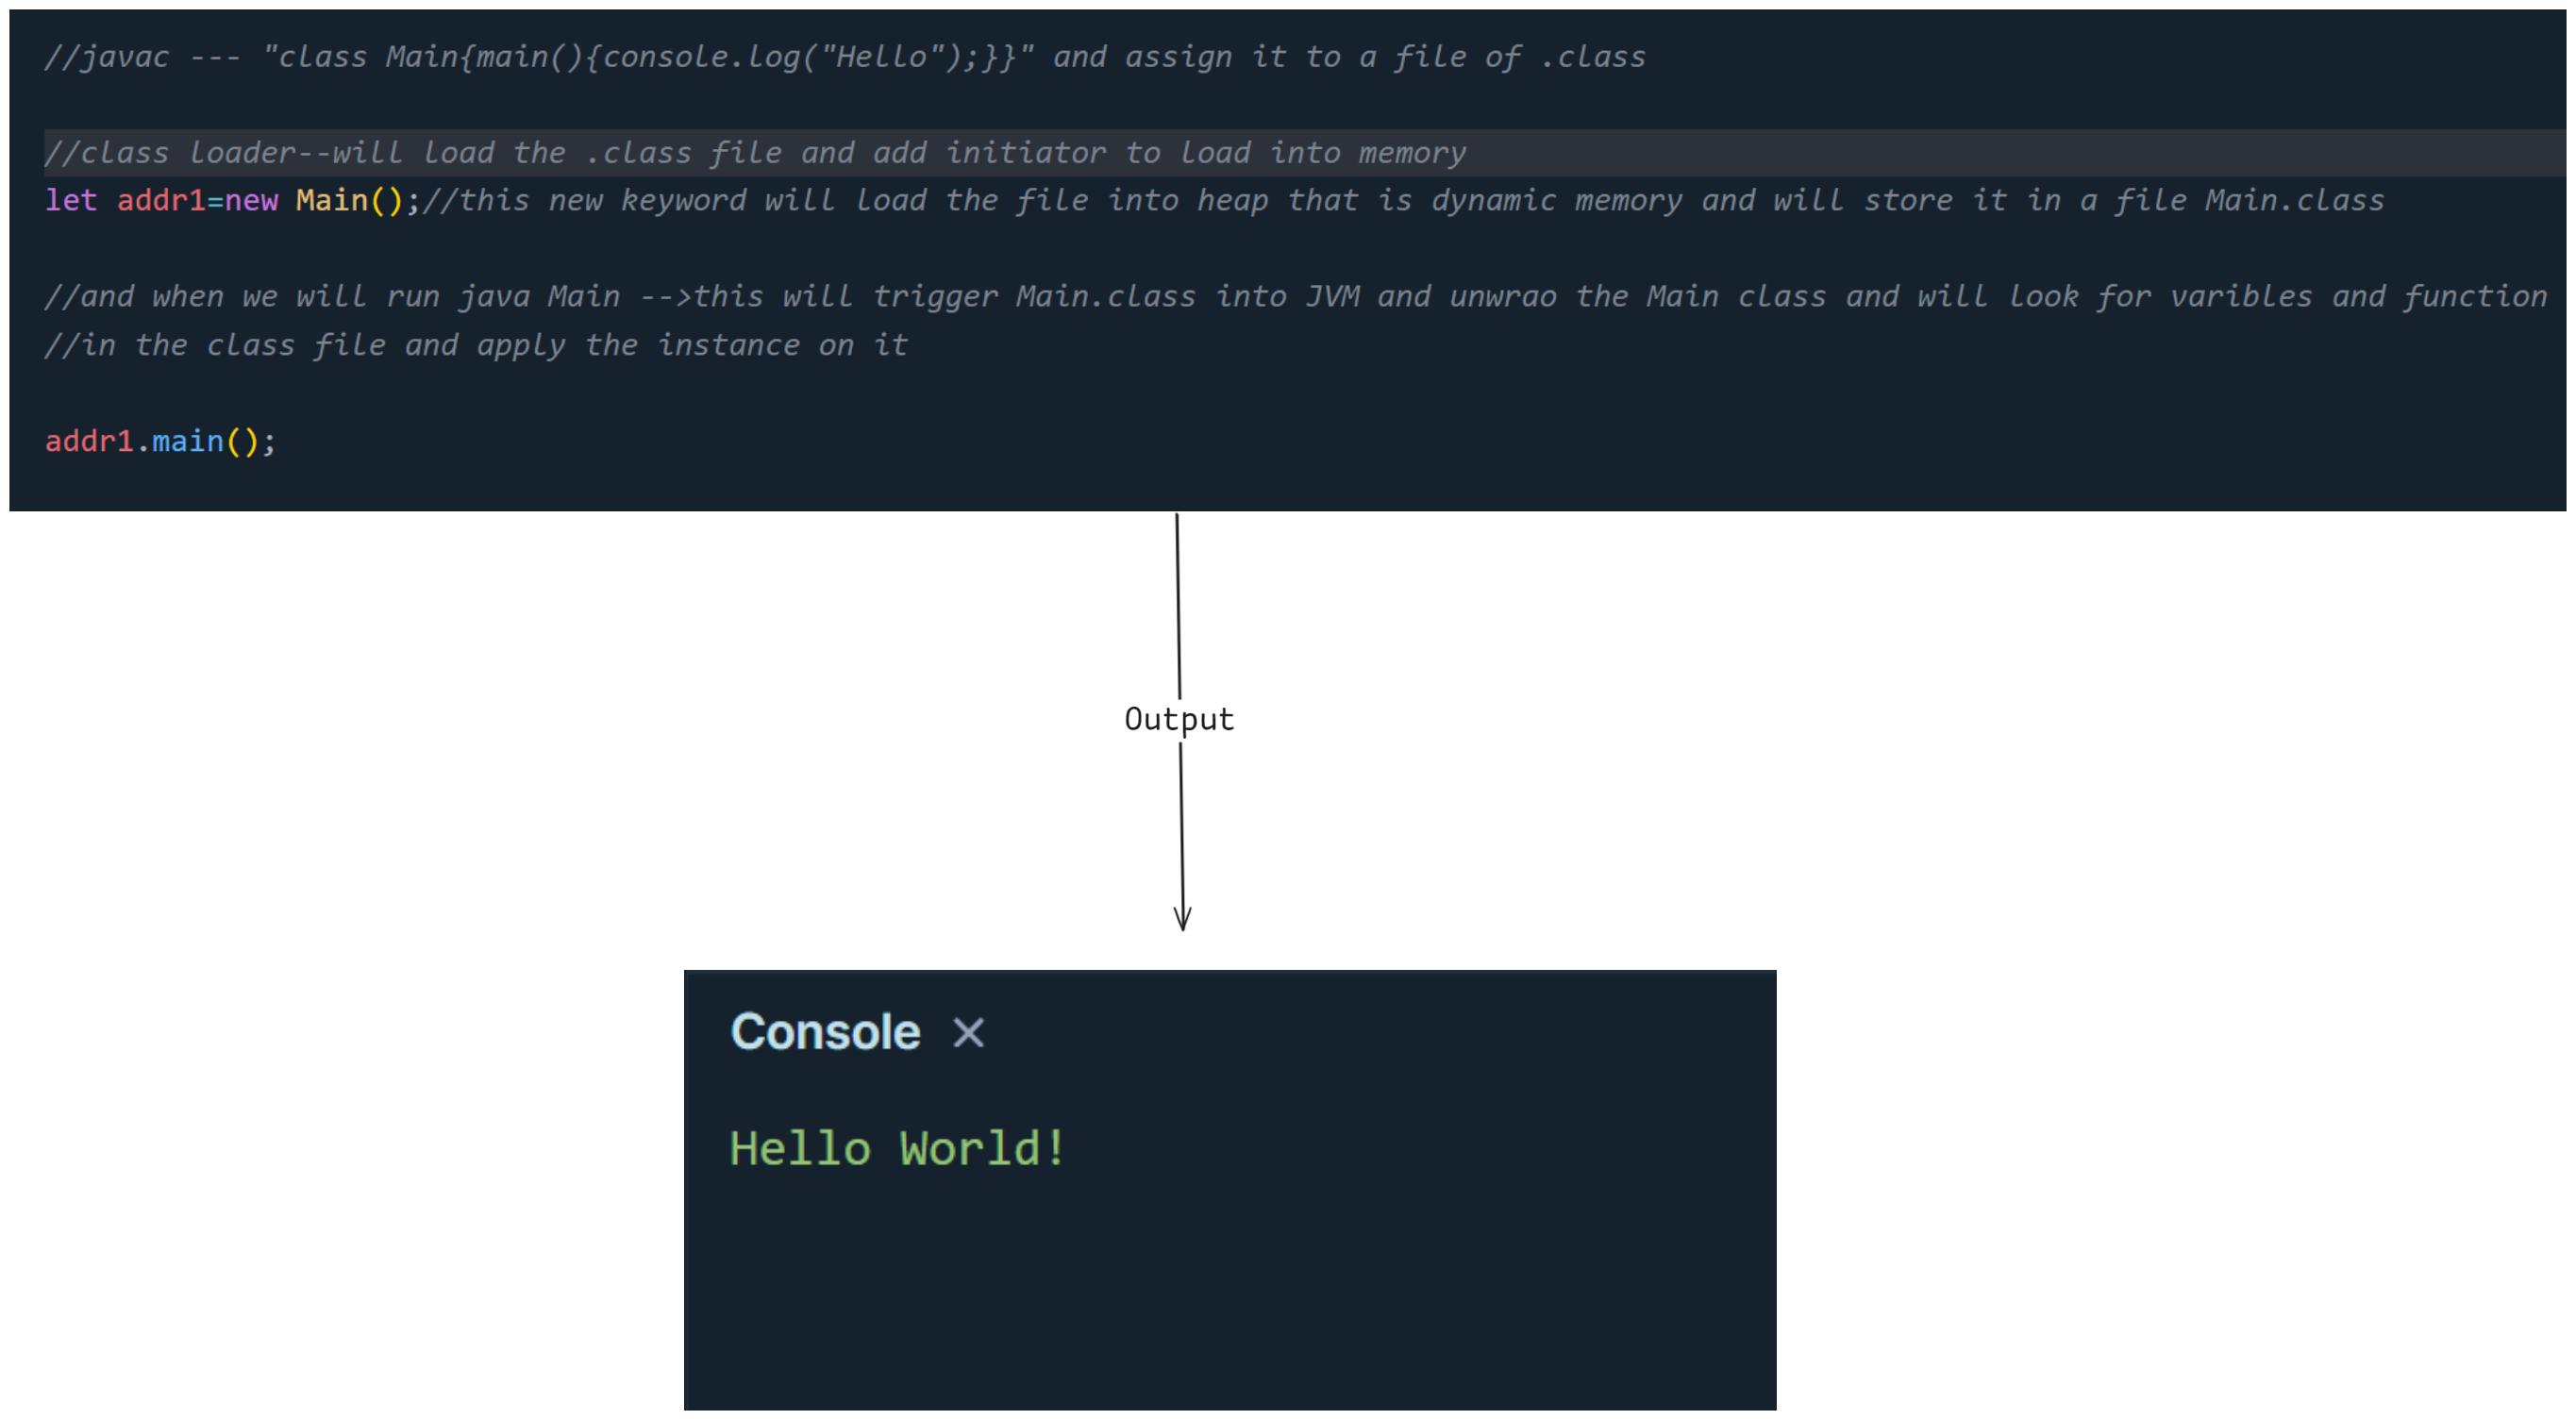 //javac --- "class Main{main(){console.log("Hello");}}" and assign it to a file of .class
//class loader--will load the .class file and add initiator to load into memory
let addr1=new Main();//this new keyword will load the file into heap that is dynamic memory and will store it in a file Main.class
//and when we will run java Main -->this will trigger Main.class into JVM and unwrao the Main class and will look for varibles and function
//in the class file and apply the instance on it
addr1.main();
Output
Console ×
Hello World!